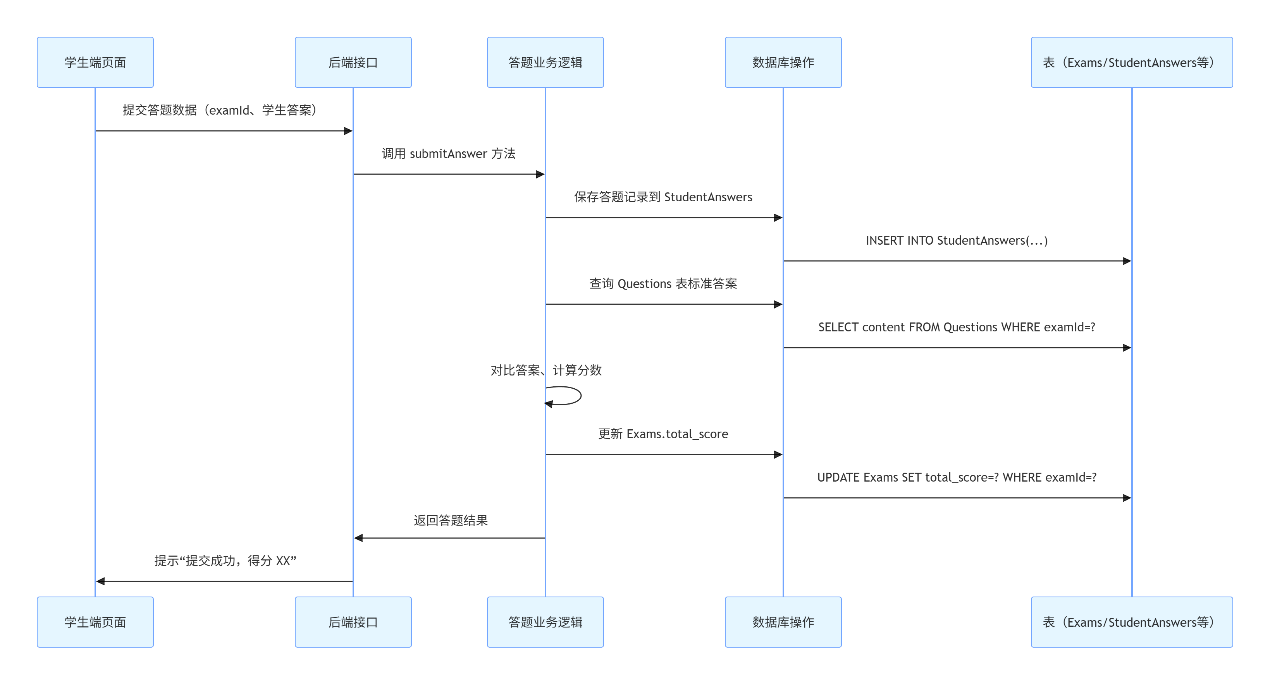 学生端页面
后端接口
答题业务逻辑
数据库操作
表（Exams/StudentAnswers等）
提交答题数据（examId、学生答案）
调用 submitAnswer 方法
保存答题记录到 StudentAnswers
INSERT INTO StudentAnswers(...)
查询 Questions 表标准答案
SELECT content FROM Questions WHERE examId=?
对比答案、计算分数
更新 Exams.total_score
UPDATE Exams SET total_score=? WHERE examId=?
返回答题结果
提示“提交成功，得分 XX”
学生端页面
后端接口
答题业务逻辑
数据库操作
表（Exams/StudentAnswers等）